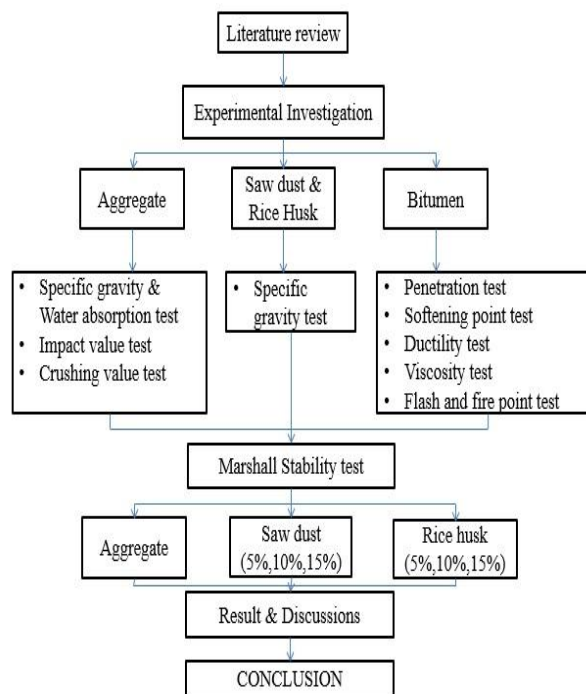 Literature review
Experimental Investigation
Aggregate
Saw dust &
Rice Husk
Bitumen
• Specific gravity &
Water absorption test
• Impact value test
• Crushing value test
• Specific
gravity test
• Penetration test
• Softening point test
• Ductility test
• Viscosity test
• Flash and fire point test
Marshall Stability test
Aggregate
Saw dust
(5%,10%,15%)
Rice husk
(5%,10%,15%)
Result & Discussions
CONCLUSION